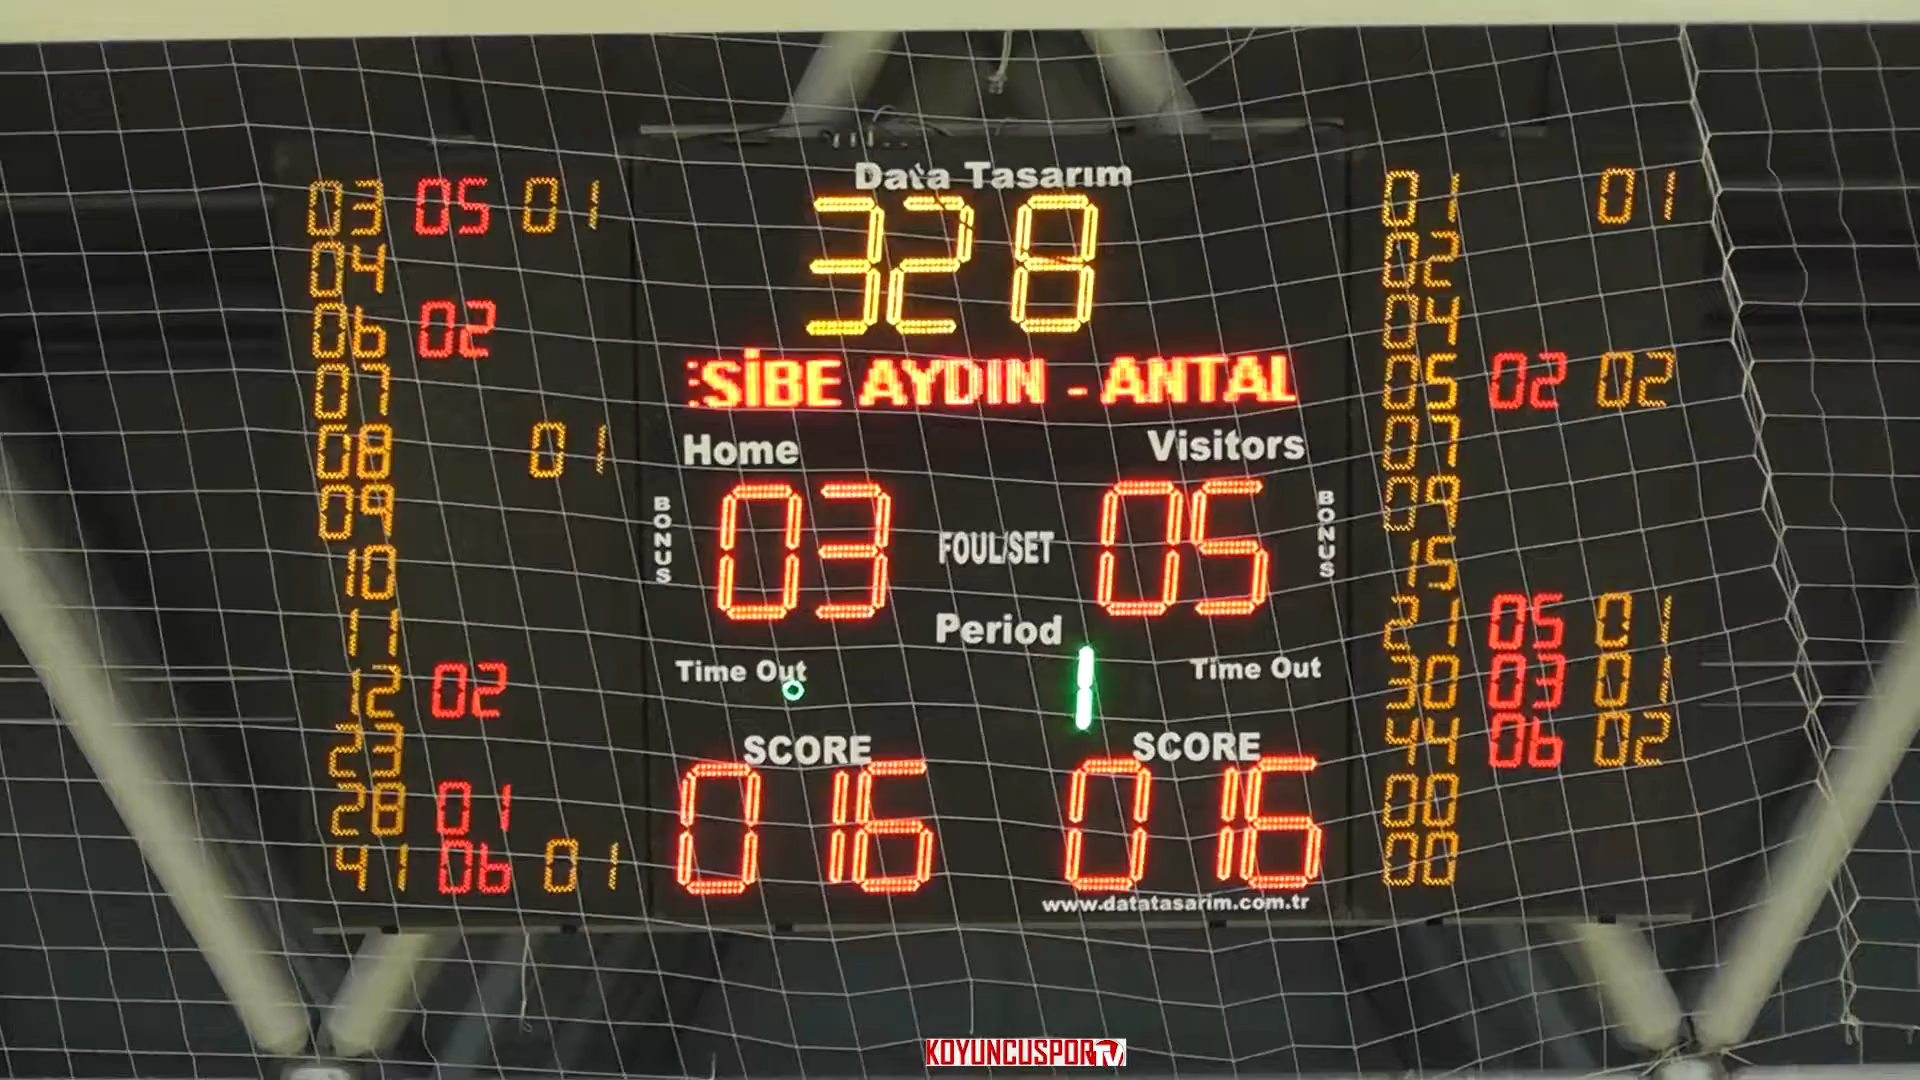 Data Tasarım
32 8
SİBE AYDIN - ANTAL
Home
Visitors
BONUS
03
FOUL/SET
05
BONUS
Period
1
Time Out
Time Out
SCORE
SCORE
016
016
www.datatasarim.com.tr
03 05 01
04
06 02
07
08 01
09
10
11
12 02
23
28 01
41 06 01
01 01
02
04
05 02 02
07
09
15
21 05 01
30 03 01
44 06 02
00
00
KOYUNCUSPOR TV